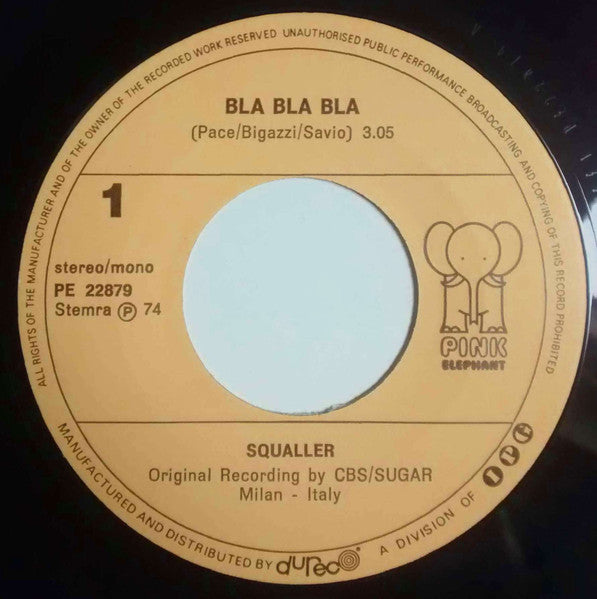 ALL RIGHTS OF THE MANUFACTURER AND OF THE OWNER OF THE RECORDED WORK RESERVED UNAUTHORISED PUBLIC PERFORMANCE BROADCASTING AND COPYING OF THIS RECORD PROHIBITED
BLA BLA BLA
(Pace/Bigazzi/Savio) 3.05
1
stereo/mono
PE 22879
Stemra Ⓟ 74
PINK
ELEPHANT
SQUALLER
Original Recording by CBS/SUGAR
Milan - Italy
MANUFACTURED AND DISTRIBUTED BY dureco A DIVISION OF